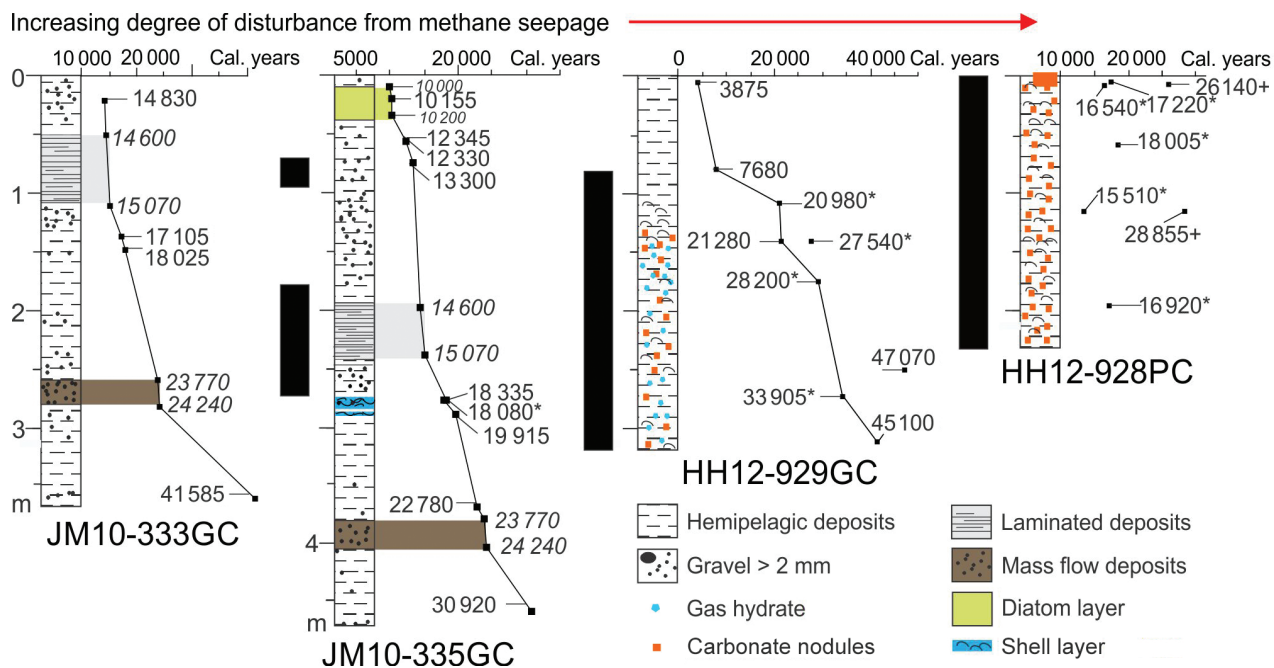 Increasing degree of disturbance from methane seepage
10 000 20 000 Cal. years
0
14 830
14 600
1
15 070
17 105
18 025
2
23 770
24 240
3
41 585
m
JM10-333GC
5000 20 000 Cal. years
10 000
10 155
10 200
12 345
12 330
13 300
14 600
15 070
18 335
18 080*
19 915
22 780
23 770
4
24 240
30 920
m
JM10-335GC
0 20 000 40 000 Cal. years
3875
7680
20 980*
21 280
27 540*
28 200*
47 070
33 905*
45 100
HH12-929GC
10 000 20 000 Cal. years
26 140+
16 540* 17 220*
18 005*
15 510*
28 855+
16 920*
HH12-928PC
Hemipelagic deposits
Gravel > 2 mm
Gas hydrate
Carbonate nodules
Laminated deposits
Mass flow deposits
Diatom layer
Shell layer